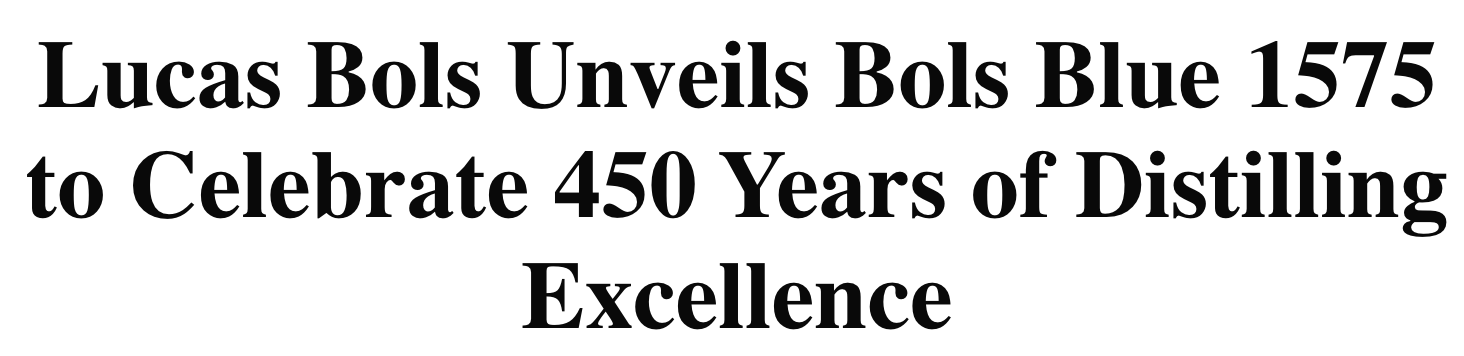 Lucas Bols Unveils Bols Blue 1575
to Celebrate 450 Years of Distilling
Excellence